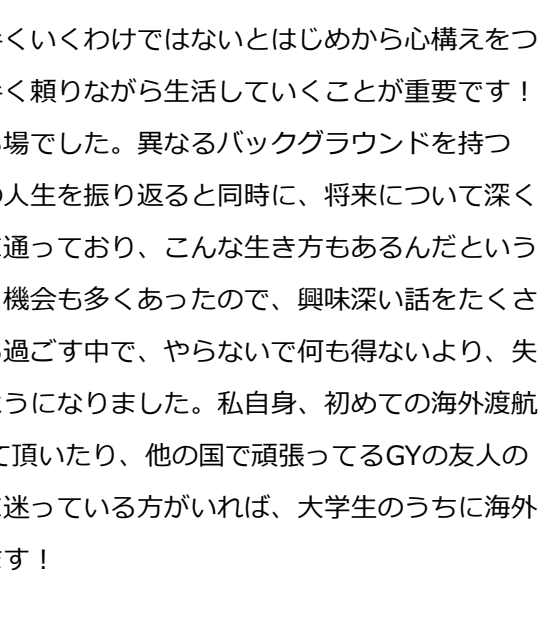 くいくわけではないとはじめから心構えをつ
く頼りながら生活していくことが重要です！
場でした。異なるバックグラウンドを持つ
人生を振り返ると同時に、将来について深く
通っており、こんな生き方もあるんだという
機会も多くあったので、興味深い話をたくさ
過ごす中で、やらないで何も得ないより、失
うになりました。私自身、初めての海外渡航
て頂いたり、他の国で頑張ってるGYの友人の
迷っている方がいれば、大学生のうちに海外
す！